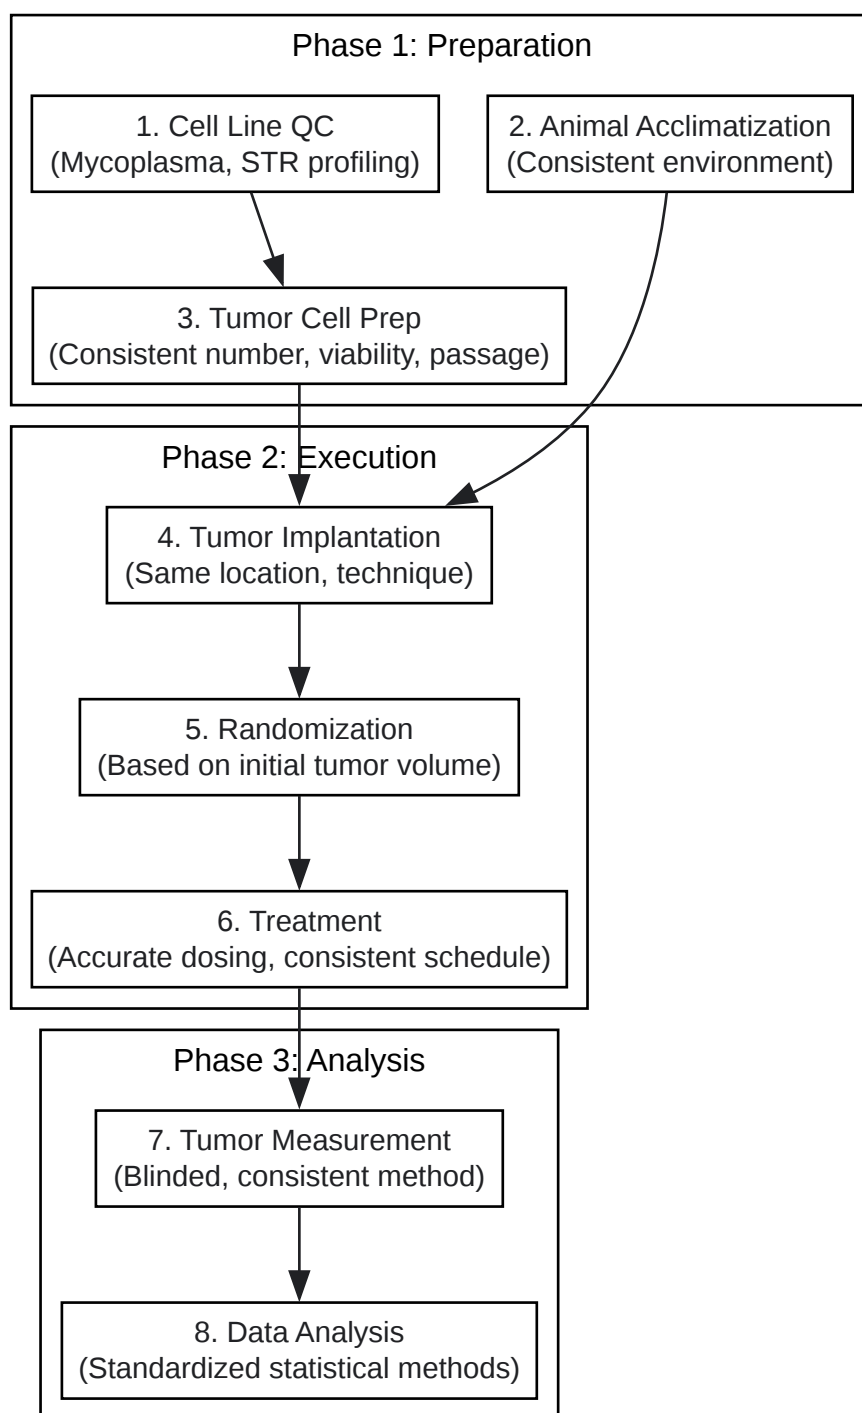 Phase 1: Preparation
1. Cell Line QC
(Mycoplasma, STR profiling)
2. Animal Acclimatization
(Consistent environment)
3. Tumor Cell Prep
(Consistent number, viability, passage)
Phase 2: Execution
4. Tumor Implantation
(Same location, technique)
5. Randomization
(Based on initial tumor volume)
6. Treatment
(Accurate dosing, consistent schedule)
Phase 3: Analysis
7. Tumor Measurement
(Blinded, consistent method)
8. Data Analysis
(Standardized statistical methods)